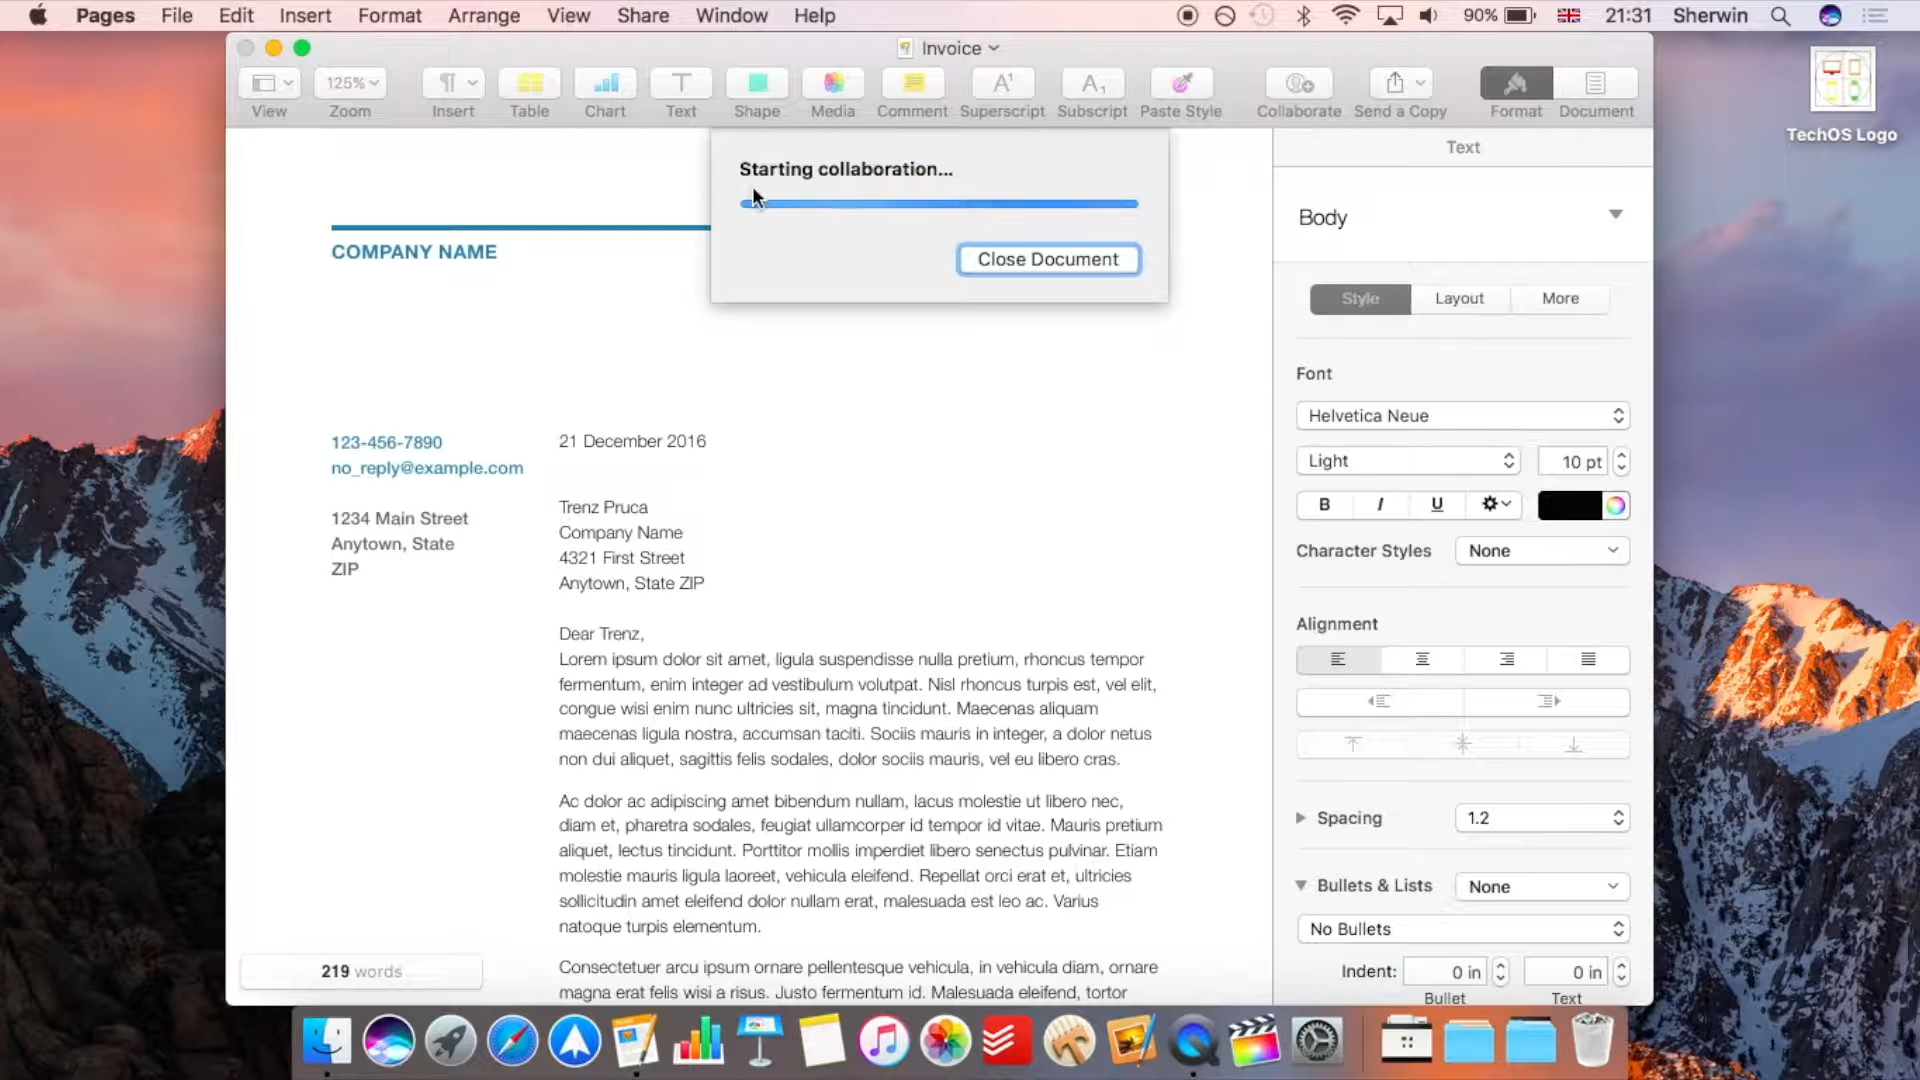 Pages File Edit Insert Format Arrange View Share Window Help 90% 21:31 Sherwin
Invoice
125%
View Zoom Insert Table Chart Text Shape Media Comment Superscript Subscript Paste Style Collaborate Send a Copy Format Document
TechOS Logo
Starting collaboration...
Close Document
COMPANY NAME
123-456-7890
no_reply@example.com
1234 Main Street
Anytown, State
ZIP
21 December 2016
Trenz Pruca
Company Name
4321 First Street
Anytown, State ZIP
Dear Trenz,
Lorem ipsum dolor sit amet, ligula suspendisse nulla pretium, rhoncus tempor
fermentum, enim integer ad vestibulum volutpat. Nisl rhoncus turpis est, vel elit,
congue wisi enim nunc ultricies sit, magna tincidunt. Maecenas aliquam
maecenas ligula nostra, accumsan taciti. Sociis mauris in integer, a dolor netus
non dui aliquet, sagittis felis sodales, dolor sociis mauris, vel eu libero cras.
Ac dolor ac adipiscing amet bibendum nullam, lacus molestie ut libero nec,
diam et, pharetra sodales, feugiat ullamcorper id tempor id vitae. Mauris pretium
aliquet, lectus tincidunt. Porttitor mollis imperdiet libero senectus pulvinar. Etiam
molestie mauris ligula laoreet, vehicula eleifend. Repellat orci erat et, ultricies
sollicitudin amet eleifend dolor nullam erat, malesuada est leo ac. Varius
natoque turpis elementum.
Consectetuer arcu ipsum ornare pellentesque vehicula, in vehicula diam, ornare
magna erat felis wisi a risus. Justo fermentum id. Malesuada eleifend, tortor
219 words
Text
Body
Style Layout More
Font
Helvetica Neue
Light 10 pt
B I U
Character Styles None
Alignment
Spacing 1.2
Bullets & Lists None
No Bullets
Indent: 0 in 0 in
Bullet Text